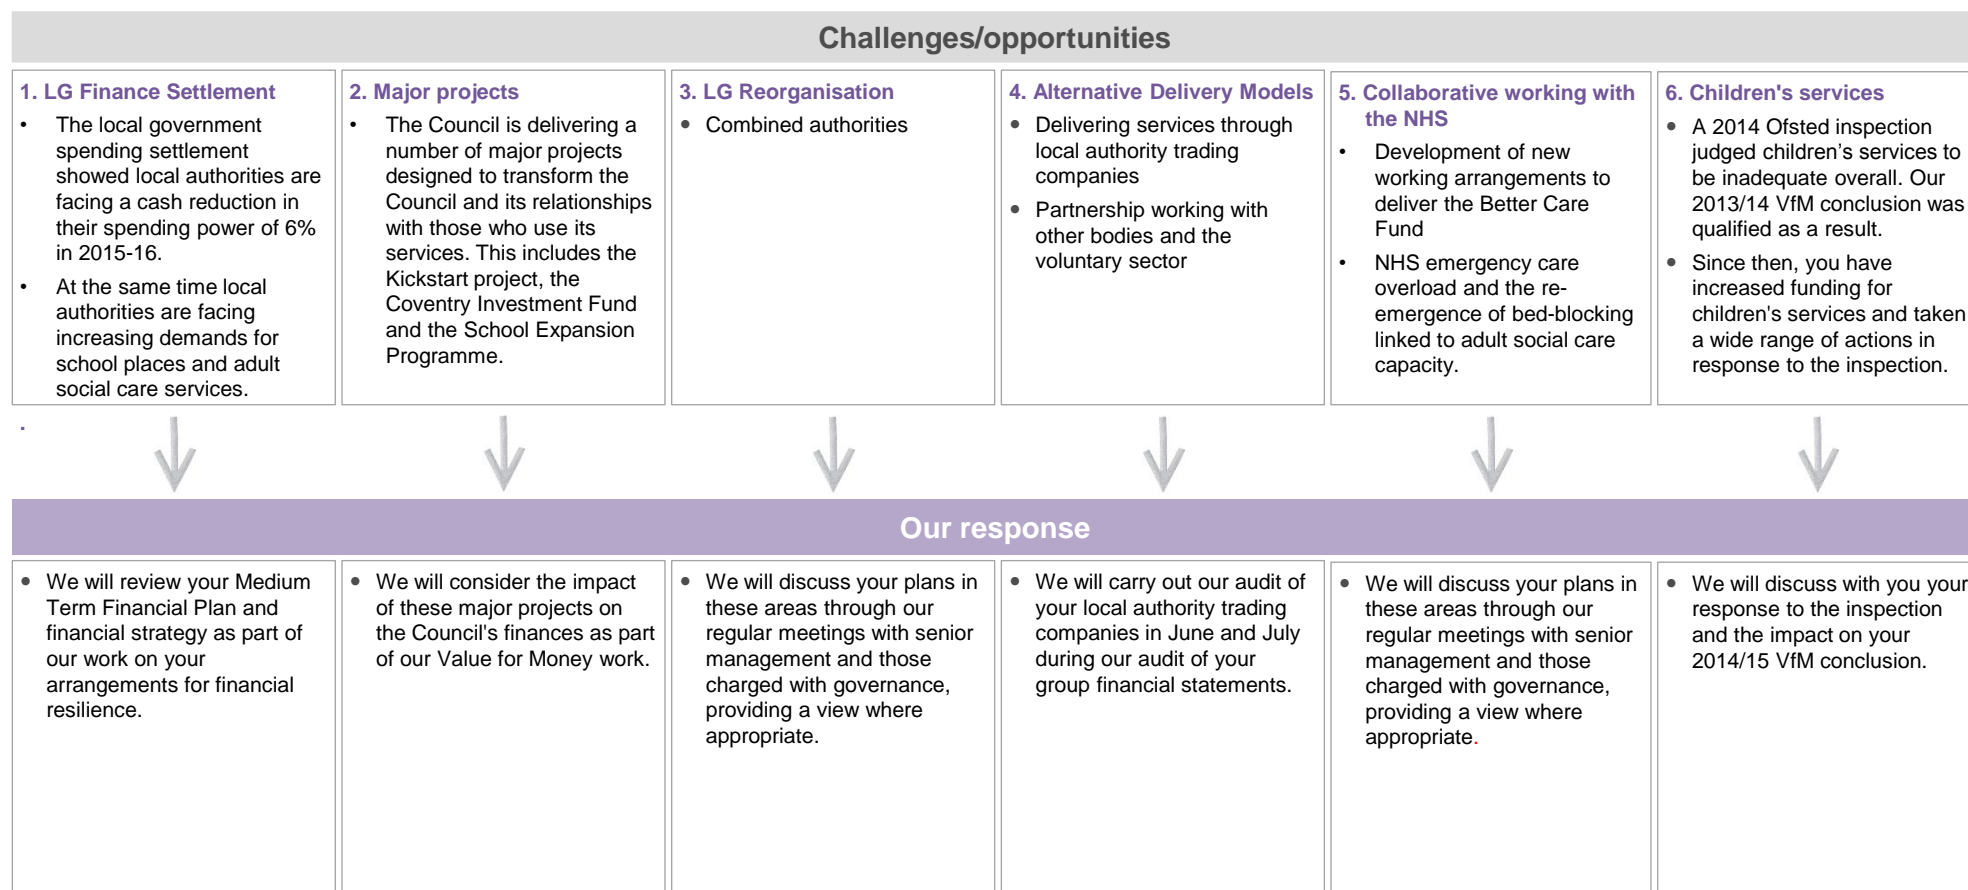 Challenges/opportunities
1. LG Finance Settlement
• The local government
spending settlement
showed local authorities are
facing a cash reduction in
their spending power of 6%
in 2015-16.
• At the same time local
authorities are facing
increasing demands for
school places and adult
social care services.
2. Major projects
• The Council is delivering a
number of major projects
designed to transform the
Council and its relationships
with those who use its
services. This includes the
Kickstart project, the
Coventry Investment Fund
and the School Expansion
Programme.
3. LG Reorganisation
• Combined authorities
4. Alternative Delivery Models
• Delivering services through
local authority trading
companies
• Partnership working with
other bodies and the
voluntary sector
5. Collaborative working with
the NHS
• Development of new
working arrangements to
deliver the Better Care
Fund
• NHS emergency care
overload and the re-
emergence of bed-blocking
linked to adult social care
capacity.
6. Children's services
• A 2014 Ofsted inspection
judged children’s services to
be inadequate overall. Our
2013/14 VfM conclusion was
qualified as a result.
• Since then, you have
increased funding for
children's services and taken
a wide range of actions in
response to the inspection.
.
Our response
• We will review your Medium
Term Financial Plan and
financial strategy as part of
our work on your
arrangements for financial
resilience.
• We will consider the impact
of these major projects on
the Council's finances as part
of our Value for Money work.
• We will discuss your plans in
these areas through our
regular meetings with senior
management and those
charged with governance,
providing a view where
appropriate.
• We will carry out our audit of
your local authority trading
companies in June and July
during our audit of your
group financial statements.
• We will discuss your plans in
these areas through our
regular meetings with senior
management and those
charged with governance,
providing a view where
appropriate.
• We will discuss with you your
response to the inspection
and the impact on your
2014/15 VfM conclusion.